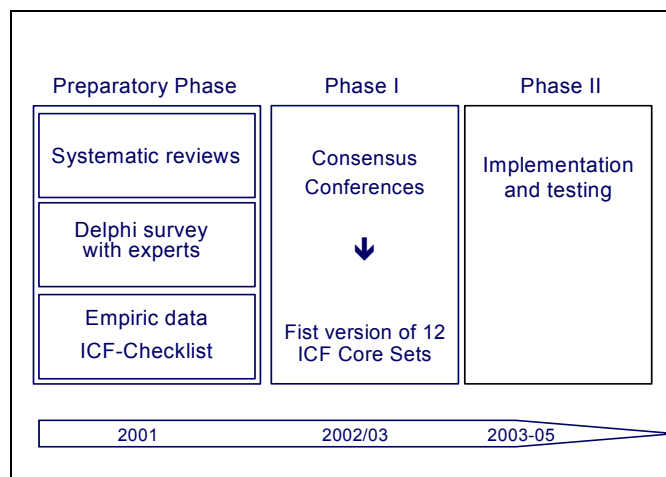 Preparatory Phase
Systematic reviews
Delphi survey
with experts
Empiric data
ICF-Checklist
Phase I
Consensus
Conferences
Fist version of 12
ICF Core Sets
Phase II
Implementation
and testing
2001
2002/03
2003-05